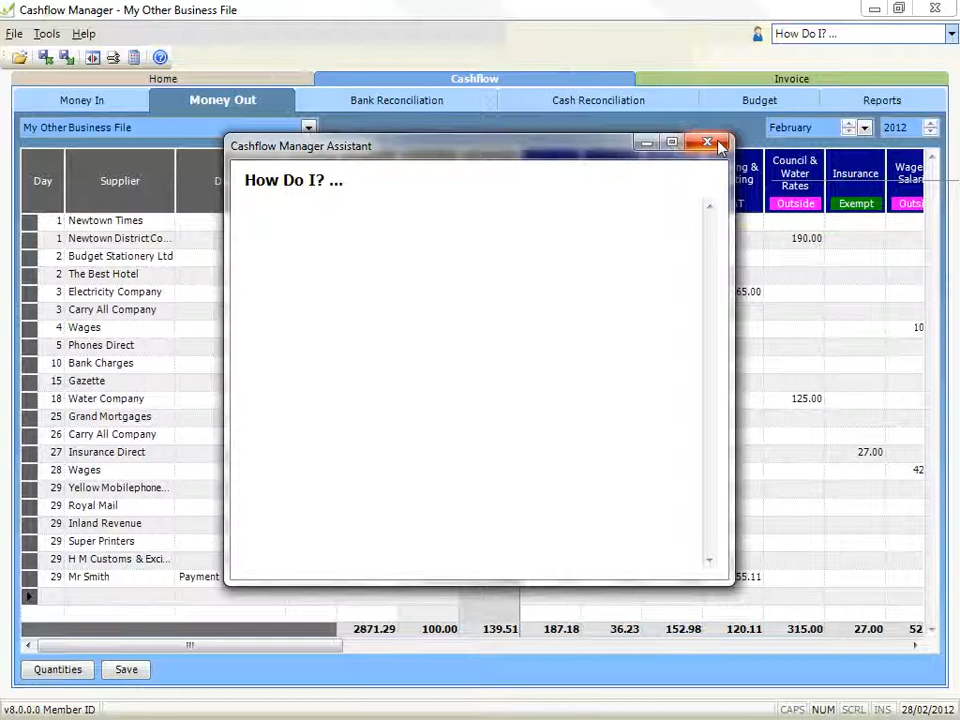 Cashflow Manager - My Other Business File
File Tools Help
How Do I? ...
Home Cashflow Invoice
Money In Money Out Bank Reconciliation Cash Reconciliation Budget Reports
My Other Business File February 2012
Cashflow Manager Assistant
How Do I? ...
Day Supplier D Council & Water Rates Insurance
Outside Exempt
1 Newtown Times
1 Newtown District Co... 190.00
2 Budget Stationery Ltd
2 The Best Hotel
3 Electricity Company 65.00
3 Carry All Company
4 Wages 10
5 Phones Direct
10 Bank Charges
15 Gazette
18 Water Company 125.00
25 Grand Mortgages
26 Carry All Company
27 Insurance Direct 27.00
28 Wages 42
29 Yellow Mobilephone...
29 Royal Mail
29 Inland Revenue
29 Super Printers
29 H M Customs & Exci...
29 Mr Smith Payment 55.11
2871.29 100.00 139.51 187.18 36.23 152.98 120.11 315.00 27.00 52
Quantities Save
v8.0.0.0 Member ID CAPS NUM SCRL INS 28/02/2012